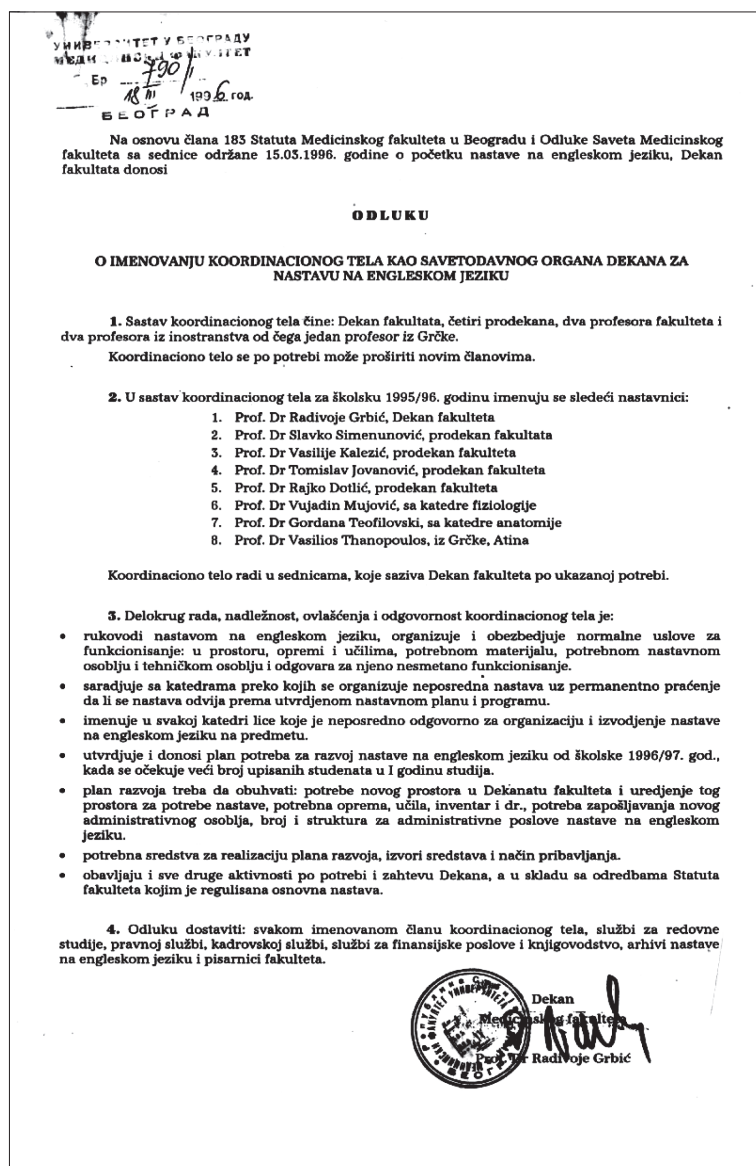 УНИВЕРЗИТЕТ У БЕОГРАДУ
МЕДИЦИНСКИ ФАКУЛТЕТ
Бр 790/1
18 III 1996 год.
БЕОГРАД
Na osnovu člana 183 Statuta Medicinskog fakulteta u Beogradu i Odluke Saveta Medicinskog
fakulteta sa sednice održane 15.03.1996. godine o početku nastave na engleskom jeziku, Dekan
fakultata donosi
ODLUKU
O IMENOVANJU KOORDINACIONOG TELA KAO SAVETODAVNOG ORGANA DEKANA ZA
NASTAVU NA ENGLESKOM JEZIKU
1. Sastav koordinacionog tela čine: Dekan fakultata, četiri prodekana, dva profesora fakulteta i
dva profesora iz inostranstva od čega jedan profesor iz Grčke.
Koordinaciono telo se po potrebi može proširiti novim članovima.
2. U sastav koordinacionog tela za školsku 1995/96. godinu imenuju se sledeći nastavnici:
1. Prof. Dr Radivoje Grbić, Dekan fakulteta
2. Prof. Dr Slavko Simenunović, prodekan fakultata
3. Prof. Dr Vasilije Kalezić, prodekan fakulteta
4. Prof. Dr Tomislav Jovanović, prodekan fakulteta
5. Prof. Dr Rajko Dotlić, prodekan fakulteta
6. Prof. Dr Vujadin Mujović, sa katedre fiziologije
7. Prof. Dr Gordana Teofilovski, sa katedre anatomije
8. Prof. Dr Vasilios Thanopoulos, iz Grčke, Atina
Koordinaciono telo radi u sednicama, koje saziva Dekan fakulteta po ukazanoj potrebi.
3. Delokrug rada, nadležnost, ovlašćenja i odgovornost koordinacionog tela je:
• rukovodi nastavom na engleskom jeziku, organizuje i obezbedjuje normalne uslove za
funkcionisanje: u prostoru, opremi i učilima, potrebnom materijalu, potrebnom nastavnom
osoblju i tehničkom osoblju i odgovara za njeno nesmetano funkcionisanje.
• saradjuje sa katedrama preko kojih se organizuje neposredna nastava uz permanentno praćenje
da li se nastava odvija prema utvrdjenom nastavnom planu i programu.
• imenuje u svakoj katedri lice koje je neposredno odgovorno za organizaciju i izvodjenje nastave
na engleskom jeziku na predmetu.
• utvrdjuje i donosi plan potreba za razvoj nastave na engleskom jeziku od školske 1996/97. god.,
kada se očekuje veći broj upisanih studenata u I godinu studija.
• plan razvoja treba da obuhvati: potrebe novog prostora u Dekanatu fakulteta i uredjenje tog
prostora za potrebe nastave, potrebna oprema, učila, inventar i dr., potreba zapošljavanja novog
administrativnog osoblja, broj i struktura za administrativne poslove nastave na engleskom
jeziku.
• potrebna sredstva za realizaciju plana razvoja, izvori sredstava i način pribavljanja.
• obavljaju i sve druge aktivnosti po potrebi i zahtevu Dekana, a u skladu sa odredbama Statuta
fakulteta kojim je regulisana osnovna nastava.
4. Odluku dostaviti: svakom imenovanom članu koordinacionog tela, službi za redovne
studije, pravnoj službi, kadrovskoj službi, službi za finansijske poslove i knjigovodstvo, arhivi nastave
na engleskom jeziku i pisarnici fakulteta.
Dekan
Medicinskog fakulteta
Prof. Dr Radivoje Grbić